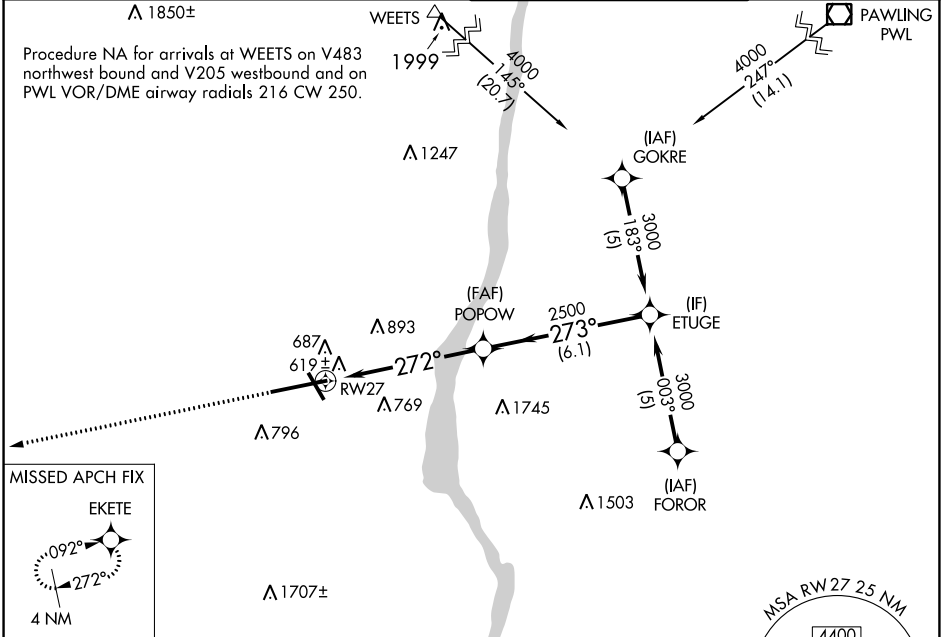 1850±
WEETS
PAWLING
PWL
Procedure NA for arrivals at WEETS on V483
northwest bound and V205 westbound and on
PWL VOR/DME airway radials 216 CW 250.
1999
4000
145°
(20.7)
4000
247°
(14.1)
1247
(IAF)
GOKRE
3000
183°
(5)
(FAF)
POPOW
2500
273°
(6.1)
(IF)
ETUGE
893
687
619±
272°
RW27
769
1745
3000
003°
(5)
796
1503
(IAF)
FOROR
MISSED APCH FIX
EKETE
092°
272°
4 NM
1707±
MSA RW27 25 NM
4400